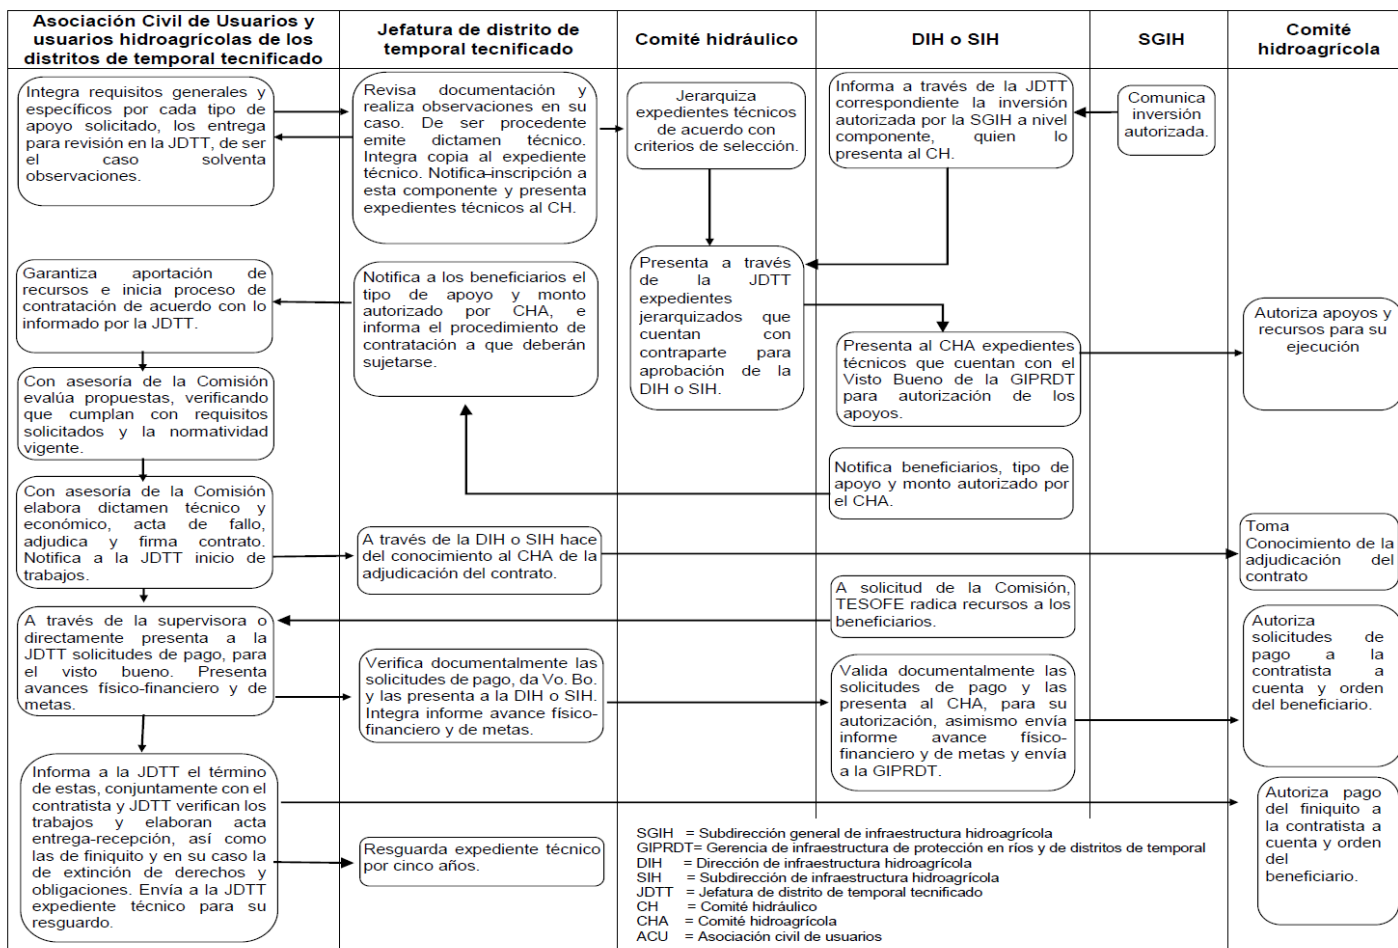 Asociación Civil de Usuarios y
usuarios hidroagrícolas de los
distritos de temporal tecnificado
Jefatura de distrito de
temporal tecnificado
Comité hidráulico
DIH o SIH
SGIH
Comité
hidroagrícola
Integra requisitos generales y
específicos por cada tipo de
apoyo solicitado, los entrega
para revisión en la JDTT, de ser
el caso solventa
observaciones.
Revisa documentación y
realiza observaciones en su
caso. De ser procedente
emite dictamen técnico.
Integra copia al expediente
técnico. Notifica-inscripción a
esta componente y presenta
expedientes técnicos al CH.
Jerarquiza
expedientes técnicos
de acuerdo con
criterios de selección.
Informa a través de la JDTT
correspondiente la inversión
autorizada por la SGIH a nivel
componente, quien lo
presenta al CH.
Comunica
inversión
autorizada.
Garantiza aportación de
recursos e inicia proceso de
contratación de acuerdo con lo
informado por la JDTT.
Notifica a los beneficiarios el
tipo de apoyo y monto
autorizado por CHA, e
informa el procedimiento de
contratación a que deberán
sujetarse.
Presenta a través
de la JDTT
expedientes
jerarquizados que
cuentan con
contraparte para
aprobación de la
DIH o SIH.
Presenta al CHA expedientes
técnicos que cuentan con el
Visto Bueno de la GIPRDT
para autorización de los
apoyos.
Autoriza apoyos y
recursos para su
ejecución
Con asesoría de la Comisión
evalúa propuestas, verificando
que cumplan con requisitos
solicitados y la normatividad
vigente.
Notifica beneficiarios, tipo de
apoyo y monto autorizado por
el CHA.
Con asesoría de la Comisión
elabora dictamen técnico y
económico, acta de fallo,
adjudica y firma contrato.
Notifica a la JDTT inicio de
trabajos.
A través de la DIH o SIH hace
del conocimiento al CHA de la
adjudicación del contrato.
Toma
Conocimiento de la
adjudicación del
contrato
A solicitud de la Comisión,
TESOFE radica recursos a los
beneficiarios.
A través de la supervisora o
directamente presenta a la
JDTT solicitudes de pago, para
el visto bueno. Presenta
avances físico-financiero y de
metas.
Verifica documentalmente las
solicitudes de pago, da Vo. Bo.
y las presenta a la DIH o SIH.
Integra informe avance físico-
financiero y de metas.
Valida documentalmente las
solicitudes de pago y las
presenta al CHA, para su
autorización, asimismo envía
informe avance físico-
financiero y de metas y envía
a la GIPRDT.
Autoriza
solicitudes de
pago a la
contratista a
cuenta y orden
del beneficiario.
Informa a la JDTT el término
de estas, conjuntamente con el
contratista y JDTT verifican los
trabajos y elaboran acta
entrega-recepción, así como
las de finiquito y en su caso la
de extinción de derechos y
obligaciones. Envía a la JDTT
expediente técnico para su
resguardo.
Resguarda expediente técnico
por cinco años.
Autoriza pago
del finiquito a
la contratista a
cuenta y orden
del
beneficiario.
SGIH = Subdirección general de infraestructura hidroagrícola
GIPRDT= Gerencia de infraestructura de protección en ríos y de distritos de temporal
DIH = Dirección de infraestructura hidroagrícola
SIH = Subdirección de infraestructura hidroagrícola
JDTT = Jefatura de distrito de temporal tecnificado
CH = Comité hidráulico
CHA = Comité hidroagrícola
ACU = Asociación civil de usuarios